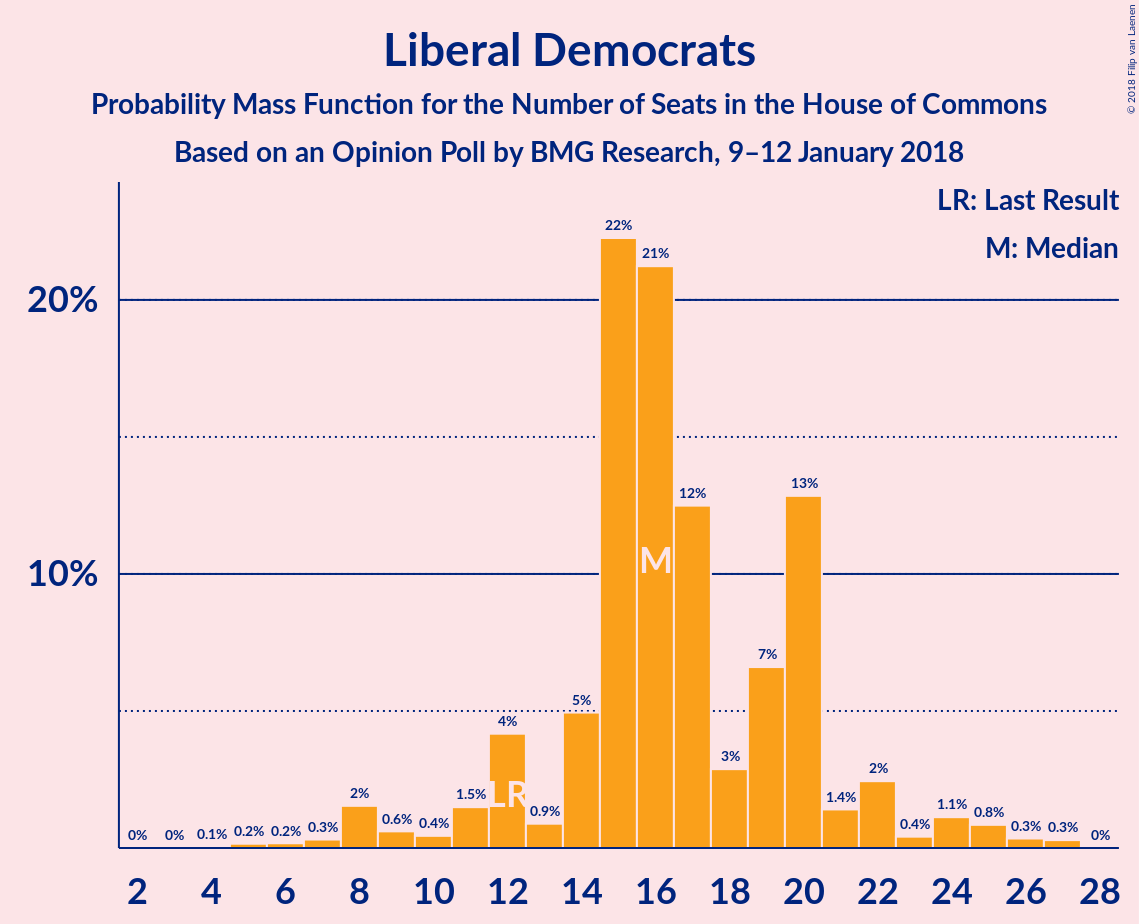 Liberal Democrats
Probability Mass Function for the Number of Seats in the House of Commons
Based on an Opinion Poll by BMG Research, 9–12 January 2018
© 2018 Filip van Laenen
LR: Last Result
M: Median
20%
10%
0% 0% 0.1% 0.2% 0.2% 0.3% 2% 0.6% 0.4% 1.5% 4% 0.9% 5% 22% 21% 12% 3% 7% 13% 1.4% 2% 0.4% 1.1% 0.8% 0.3% 0.3% 0%
M
LR
2 4 6 8 10 12 14 16 18 20 22 24 26 28